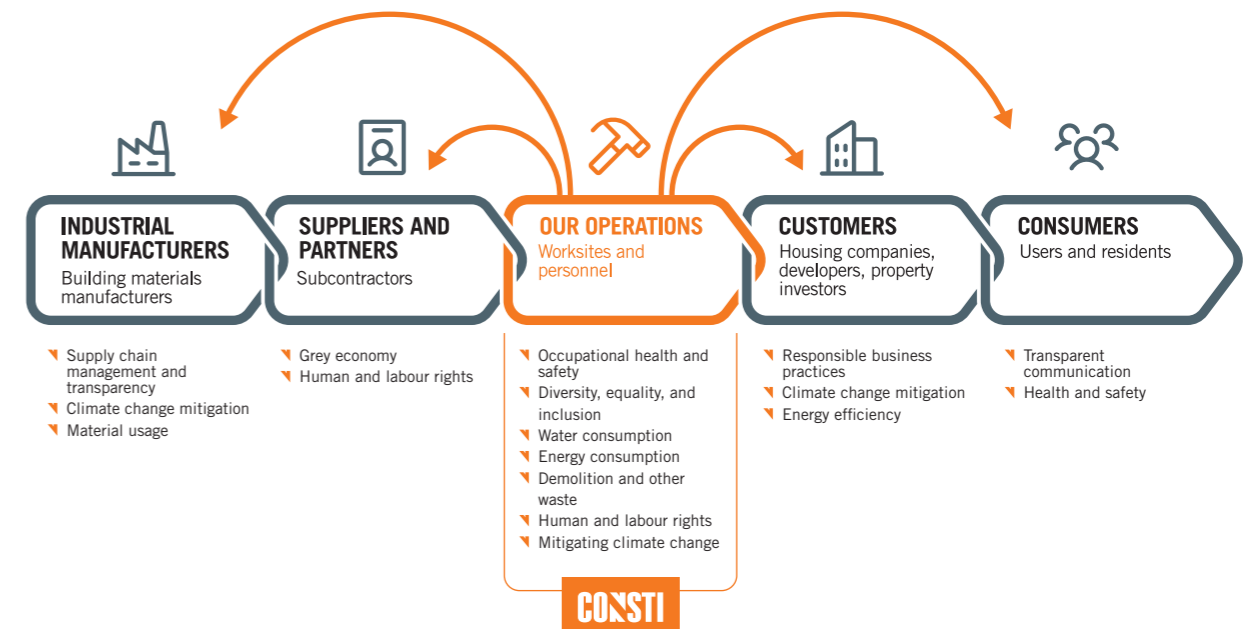 INDUSTRIAL
MANUFACTURERS
Building materials
manufacturers
Supply chain
management and
transparency
Climate change mitigation
Material usage
SUPPLIERS AND
PARTNERS
Subcontractors
Grey economy
Human and labour rights
OUR OPERATIONS
Worksites and
personnel
Occupational health and
safety
Diversity, equality, and
inclusion
Water consumption
Energy consumption
Demolition and other
waste
Human and labour rights
Mitigating climate change
CONSTI
CUSTOMERS
Housing companies,
developers, property
investors
Responsible business
practices
Climate change mitigation
Energy efficiency
CONSUMERS
Users and residents
Transparent
communication
Health and safety